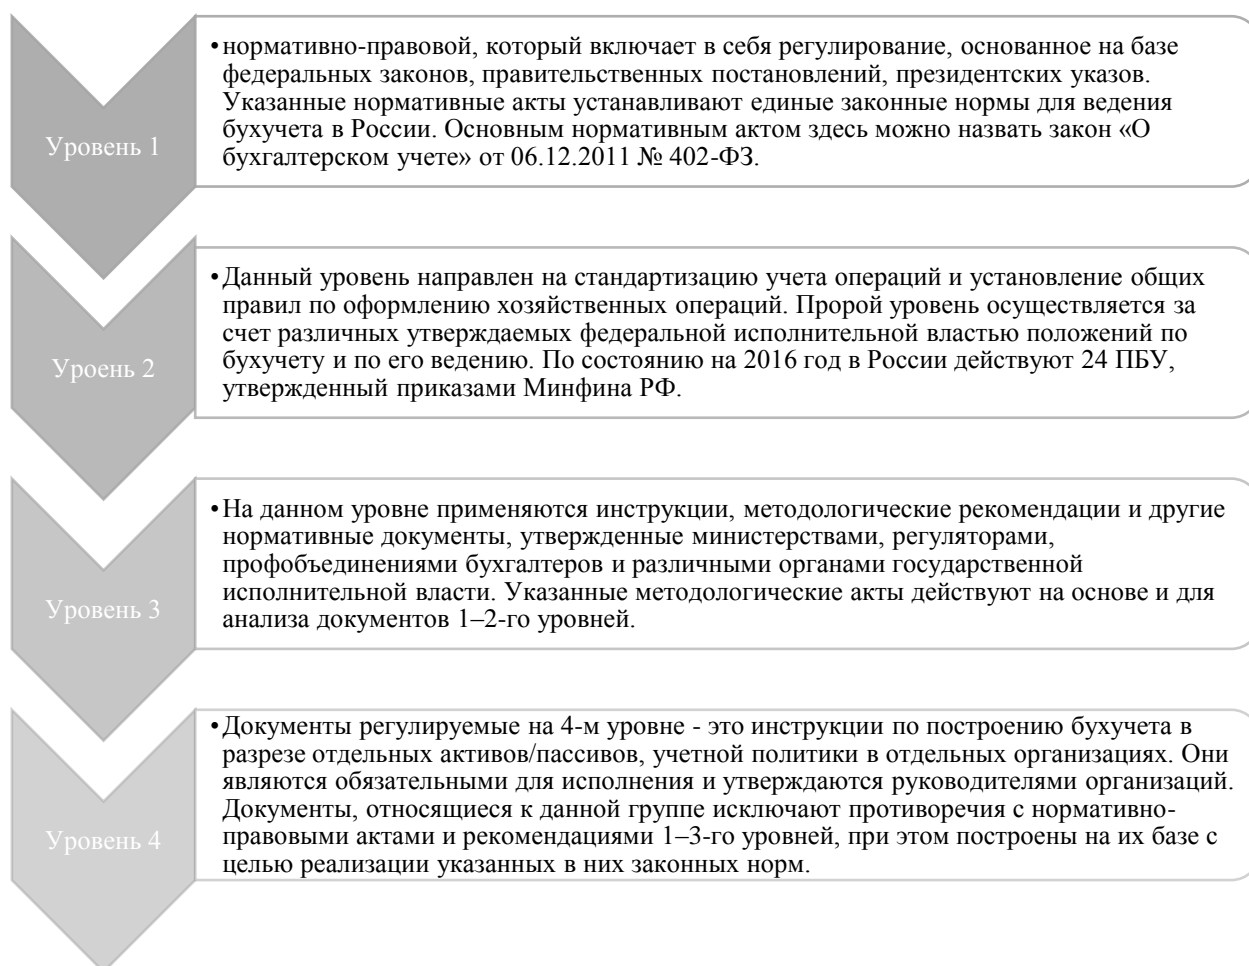 Уровень 1
•нормативно-правовой, который включает в себя регулирование, основанное на базе
федеральных законов, правительственных постановлений, президентских указов.
Указанные нормативные акты устанавливают единые законные нормы для ведения
бухучета в России. Основным нормативным актом здесь можно назвать закон «О
бухгалтерском учете» от 06.12.2011 № 402-ФЗ.
Уроень 2
•Данный уровень направлен на стандартизацию учета операций и установление общих
правил по оформлению хозяйственных операций. Пророй уровень осуществляется за
счет различных утверждаемых федеральной исполнительной властью положений по
бухучету и по его ведению. По состоянию на 2016 год в России действуют 24 ПБУ,
утвержденный приказами Минфина РФ.
Уровень 3
•На данном уровне применяются инструкции, методологические рекомендации и другие
нормативные документы, утвержденные министерствами, регуляторами,
профобъединениями бухгалтеров и различными органами государственной
исполнительной власти. Указанные методологические акты действуют на основе и для
анализа документов 1–2-го уровней.
Уровень 4
•Документы регулируемые на 4-м уровне - это инструкции по построению бухучета в
разрезе отдельных активов/пассивов, учетной политики в отдельных организациях. Они
являются обязательными для исполнения и утверждаются руководителями организаций.
Документы, относящиеся к данной группе исключают противоречия с нормативно-
правовыми актами и рекомендациями 1–3-го уровней, при этом построены на их базе с
целью реализации указанных в них законных норм.